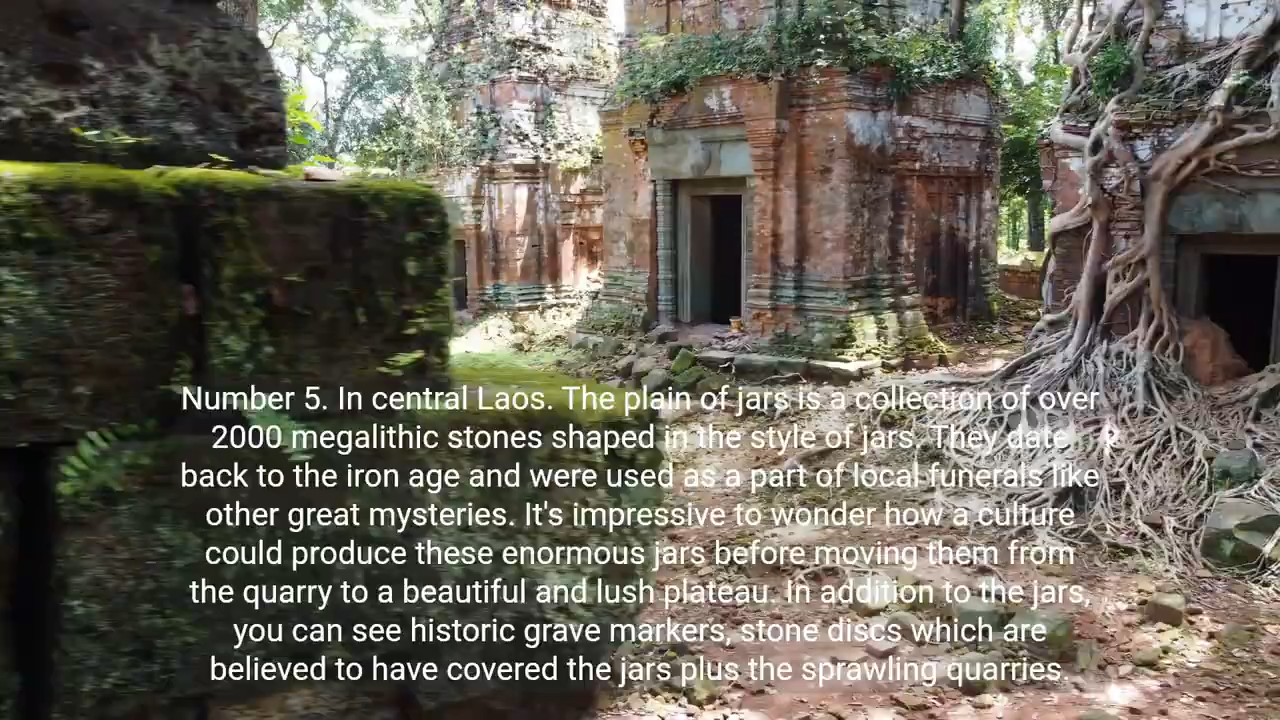 Number 5. In central Laos. The plain of jars is a collection of over
2000 megalithic stones shaped in the style of jars. They date
back to the iron age and were used as a part of local funerals like
other great mysteries. It's impressive to wonder how a culture
could produce these enormous jars before moving them from
the quarry to a beautiful and lush plateau. In addition to the jars,
you can see historic grave markers, stone discs which are
believed to have covered the jars plus the sprawling quarries.